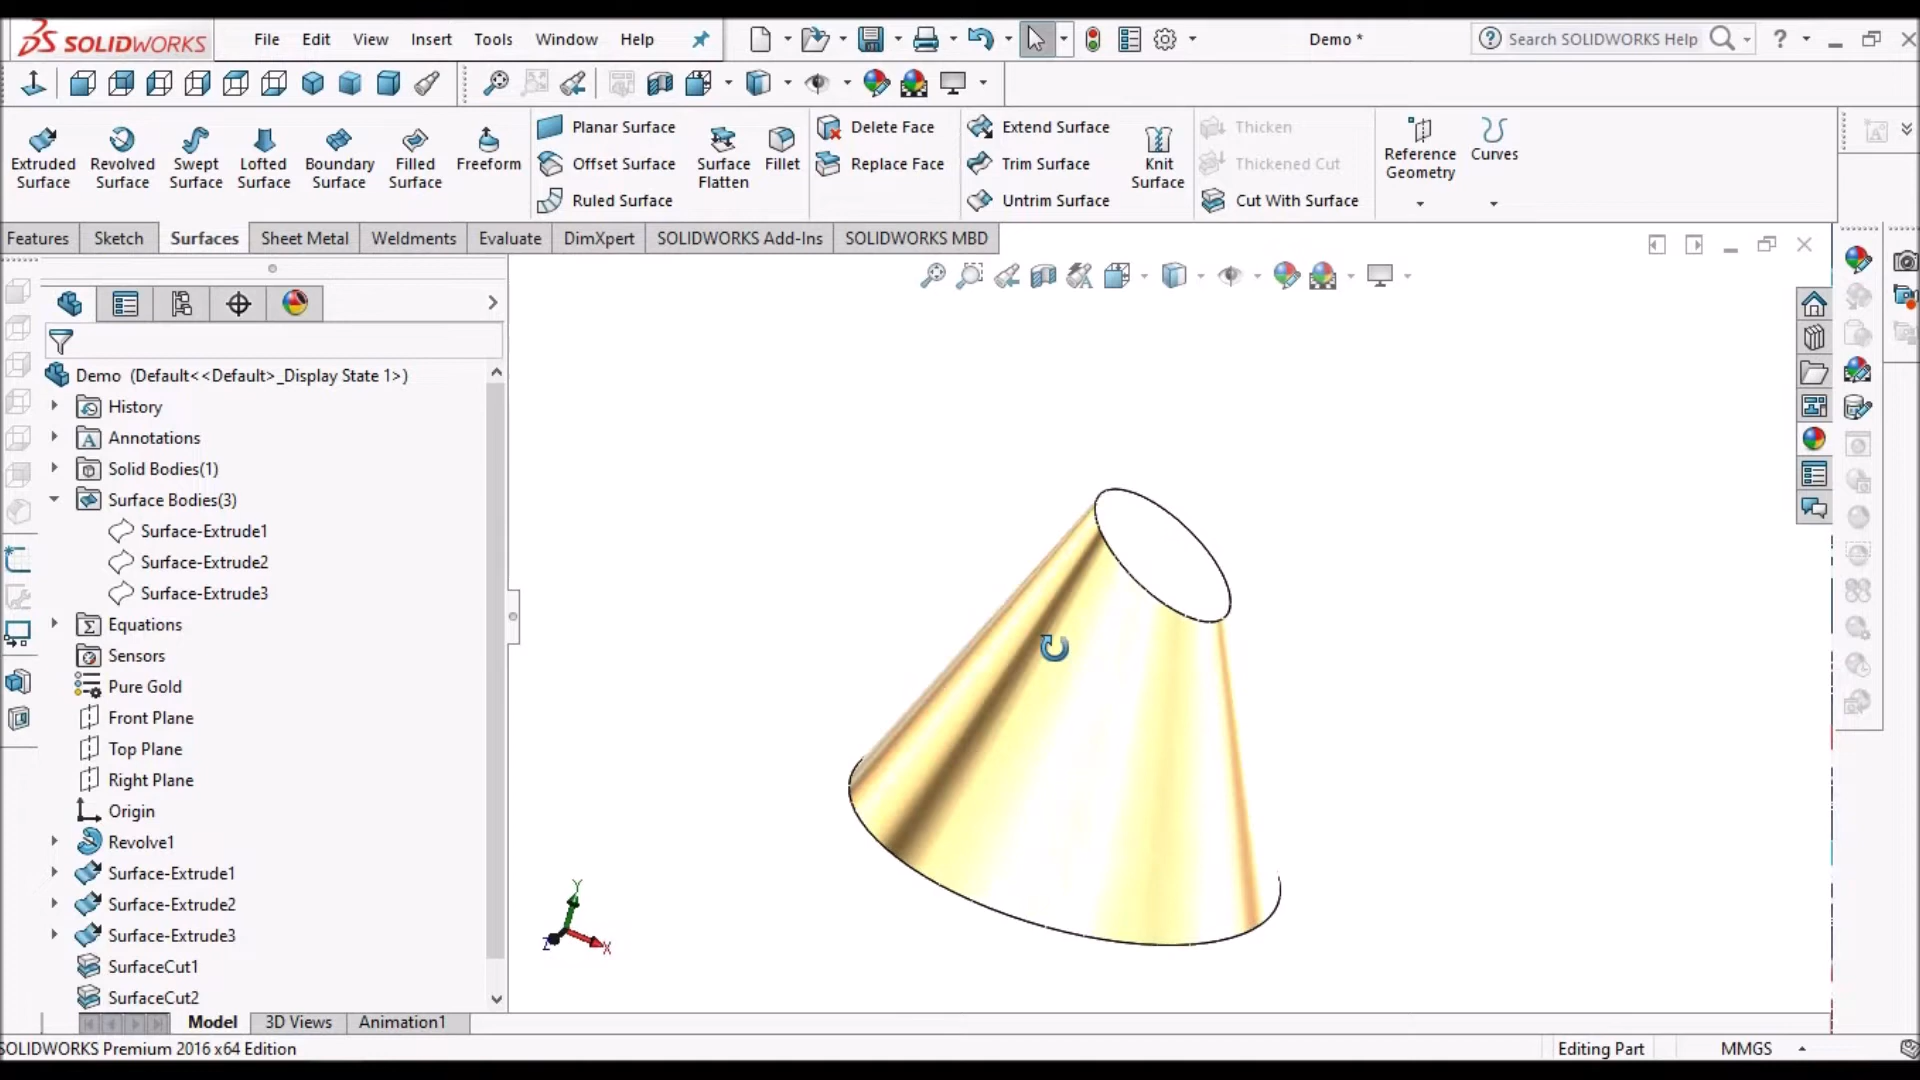 SOLIDWORKS File Edit View Insert Tools Window Help Demo * Search SOLIDWORKS Help ?
Extruded Surface Revolved Surface Swept Surface Lofted Surface Boundary Surface Filled Surface Freeform
Planar Surface
Offset Surface
Ruled Surface
Surface Flatten Fillet
Delete Face
Replace Face
Extend Surface
Trim Surface
Untrim Surface
Knit Surface
Thicken
Thickened Cut
Cut With Surface
Reference Geometry Curves
Features Sketch Surfaces Sheet Metal Weldments Evaluate DimXpert SOLIDWORKS Add-Ins SOLIDWORKS MBD
Demo (Default<<Default>_Display State 1>)
History
Annotations
Solid Bodies(1)
Surface Bodies(3)
Surface-Extrude1
Surface-Extrude2
Surface-Extrude3
Equations
Sensors
Pure Gold
Front Plane
Top Plane
Right Plane
Origin
Revolve1
Surface-Extrude1
Surface-Extrude2
Surface-Extrude3
SurfaceCut1
SurfaceCut2
Y
Z X
Model 3D Views Animation1
SOLIDWORKS Premium 2016 x64 Edition Editing Part MMGS